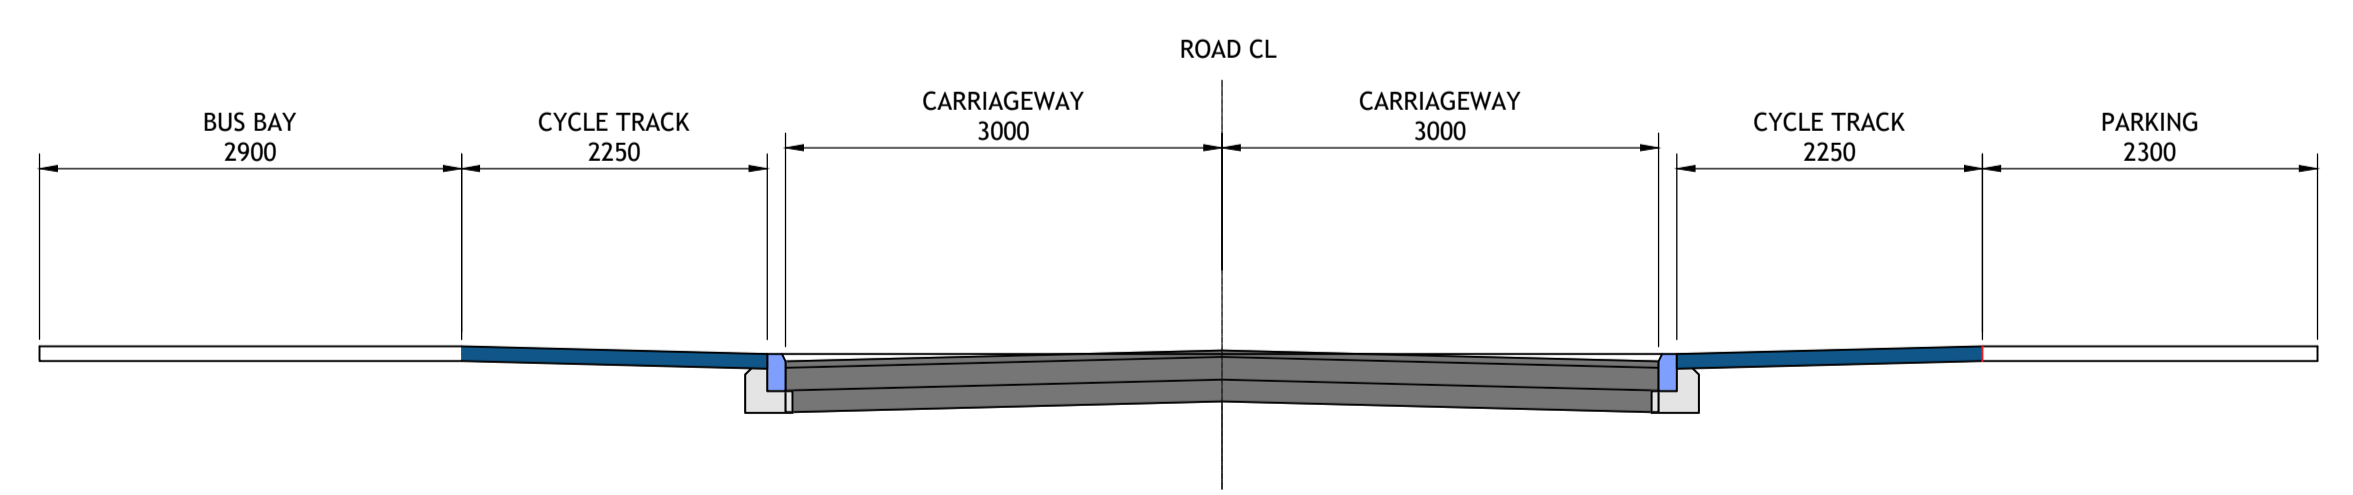 ROAD CL
BUS BAY
2900
CYCLE TRACK
2250
CARRIAGEWAY
3000
CARRIAGEWAY
3000
CYCLE TRACK
2250
PARKING
2300